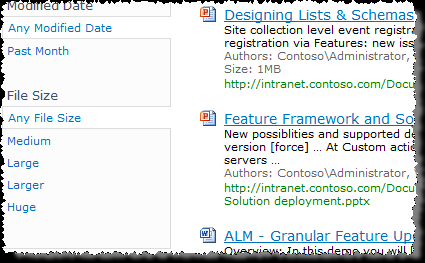 Modified Date
Any Modified Date
Past Month
File Size
Any File Size
Medium
Large
Larger
Huge
Designing Lists & Schemas
Site collection level event registr
registration via Features: new iss
Authors: Contoso\Administrator,
Size: 1MB
http://intranet.contoso.com/Docu
Feature Framework and So
New possiblities and supported de
version [force] ... At Custom actio
servers ...
Authors: Contoso\Administrator,
http://intranet.contoso.com/Docu
Solution deployment.pptx
ALM - Granular Feature Upg
Overview: In this demo you will